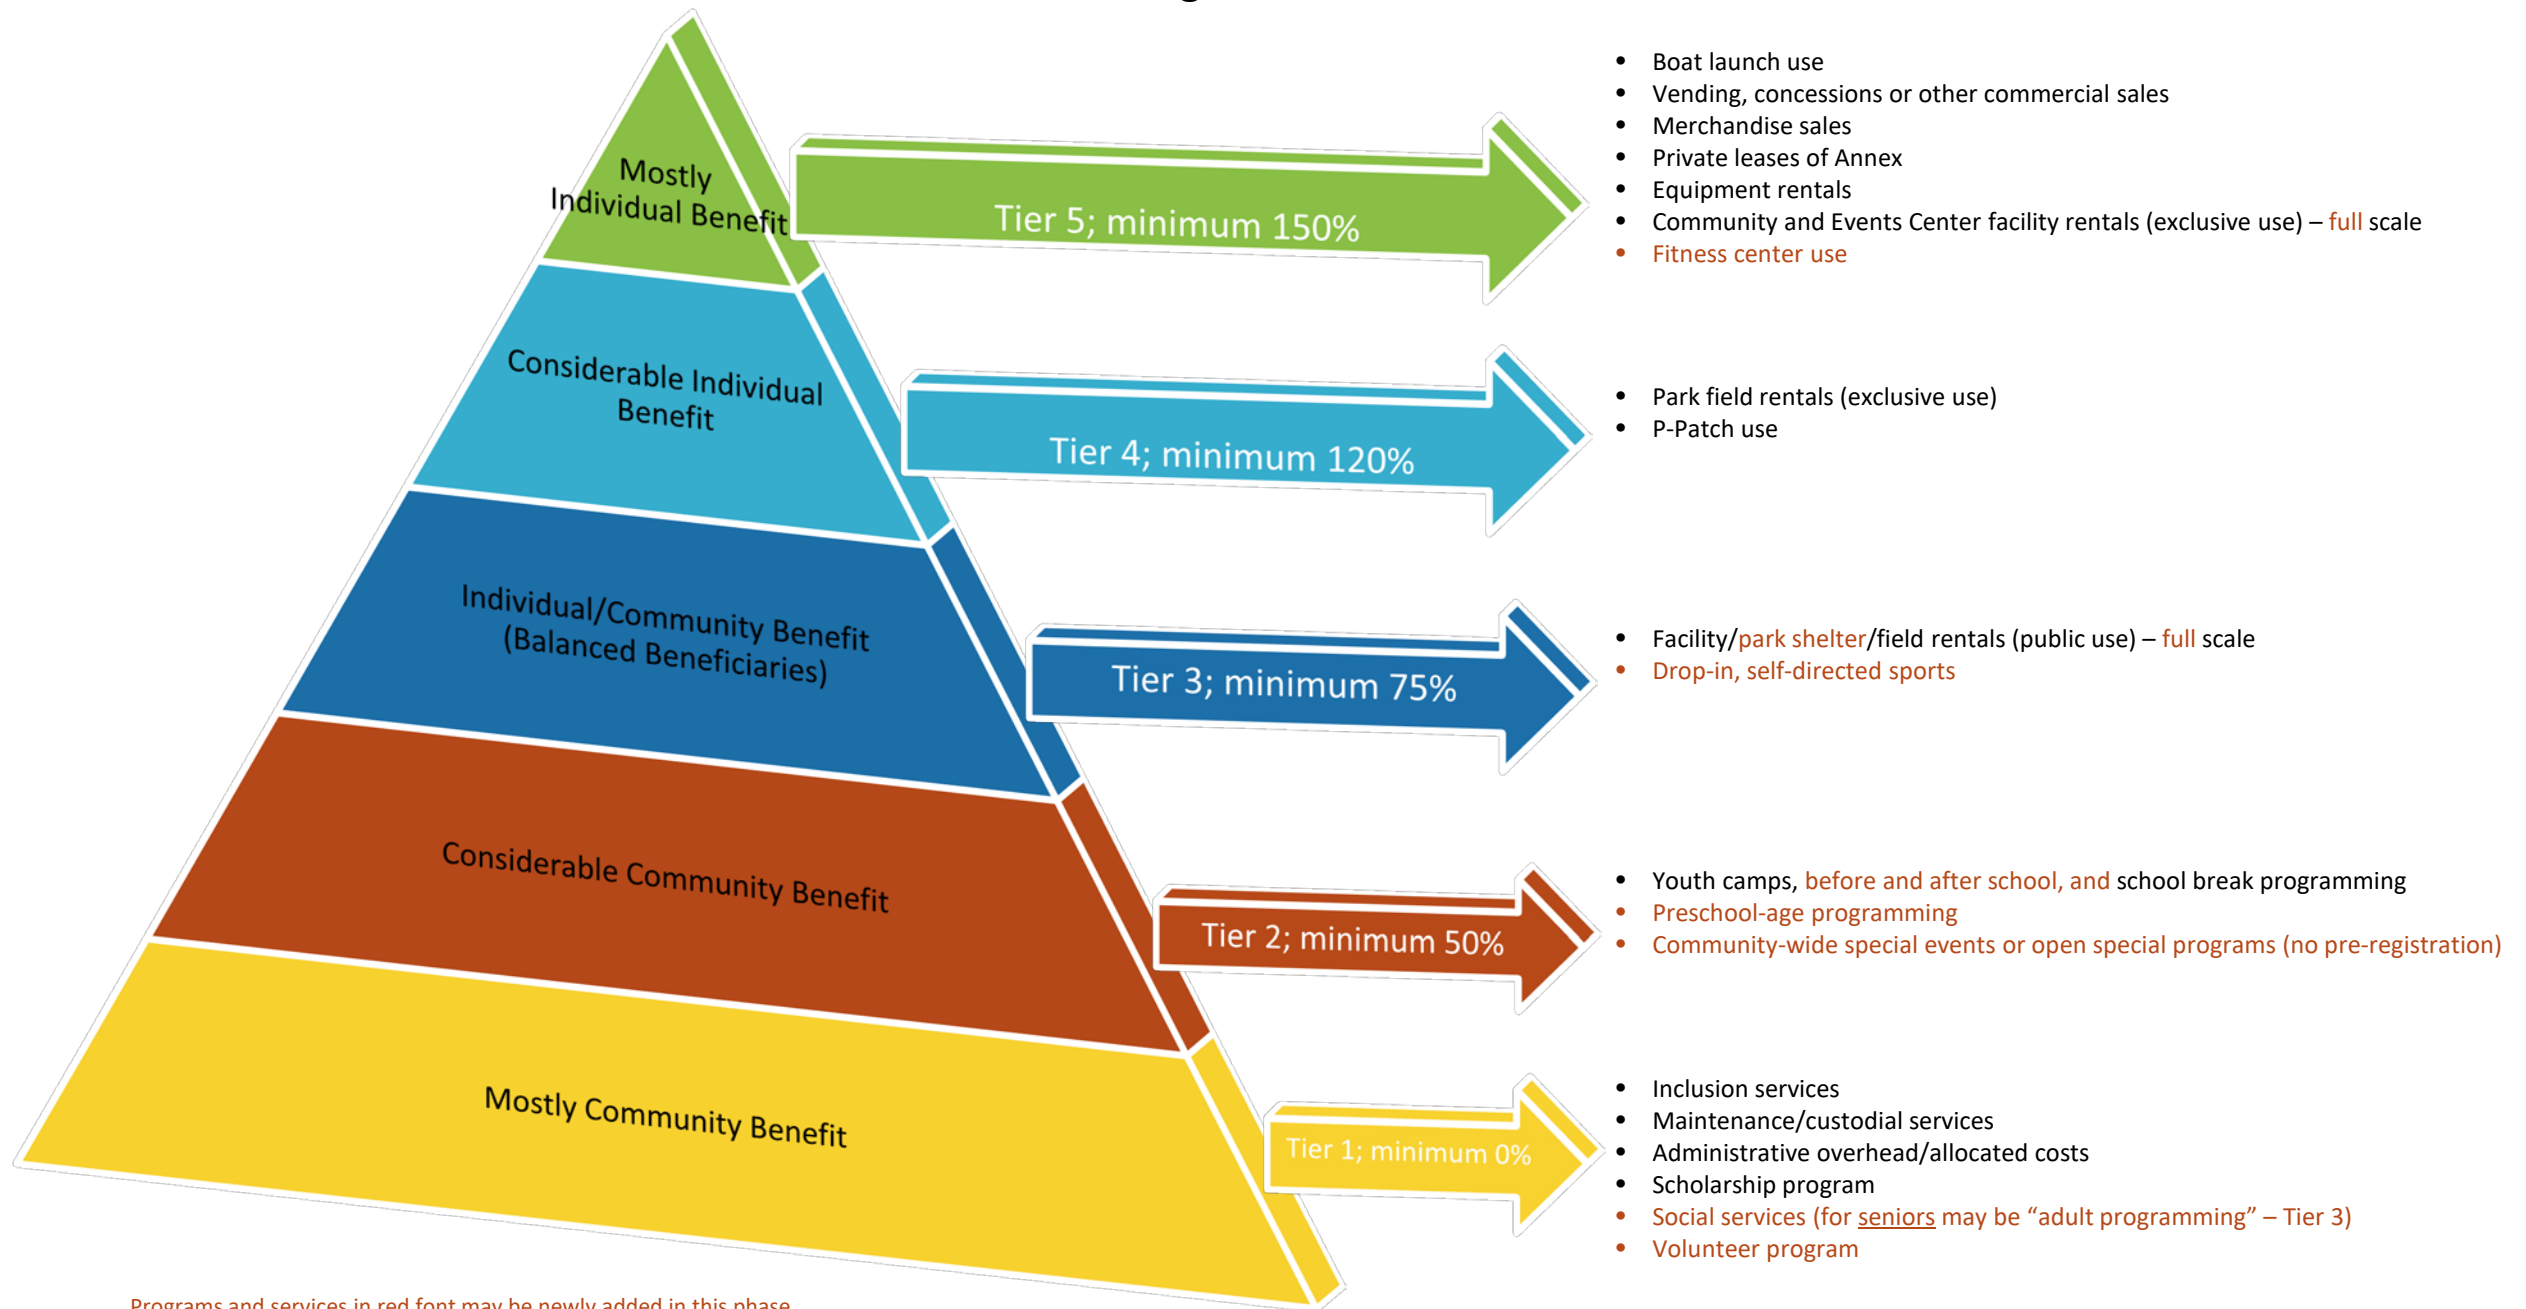 Mostly
Individual Benefit
Tier 5; minimum 150%
• Boat launch use
• Vending, concessions or other commercial sales
• Merchandise sales
• Private leases of Annex
• Equipment rentals
• Community and Events Center facility rentals (exclusive use) – full scale
• Fitness center use
Considerable Individual
Benefit
Tier 4; minimum 120%
• Park field rentals (exclusive use)
• P-Patch use
Individual/Community Benefit
(Balanced Beneficiaries)
Tier 3; minimum 75%
• Facility/park shelter/field rentals (public use) – full scale
• Drop-in, self-directed sports
Considerable Community Benefit
Tier 2; minimum 50%
• Youth camps, before and after school, and school break programming
• Preschool-age programming
• Community-wide special events or open special programs (no pre-registration)
Mostly Community Benefit
Tier 1; minimum 0%
• Inclusion services
• Maintenance/custodial services
• Administrative overhead/allocated costs
• Scholarship program
• Social services (for seniors may be “adult programming” – Tier 3)
• Volunteer program
Programs and services in red font may be newly added in this phase